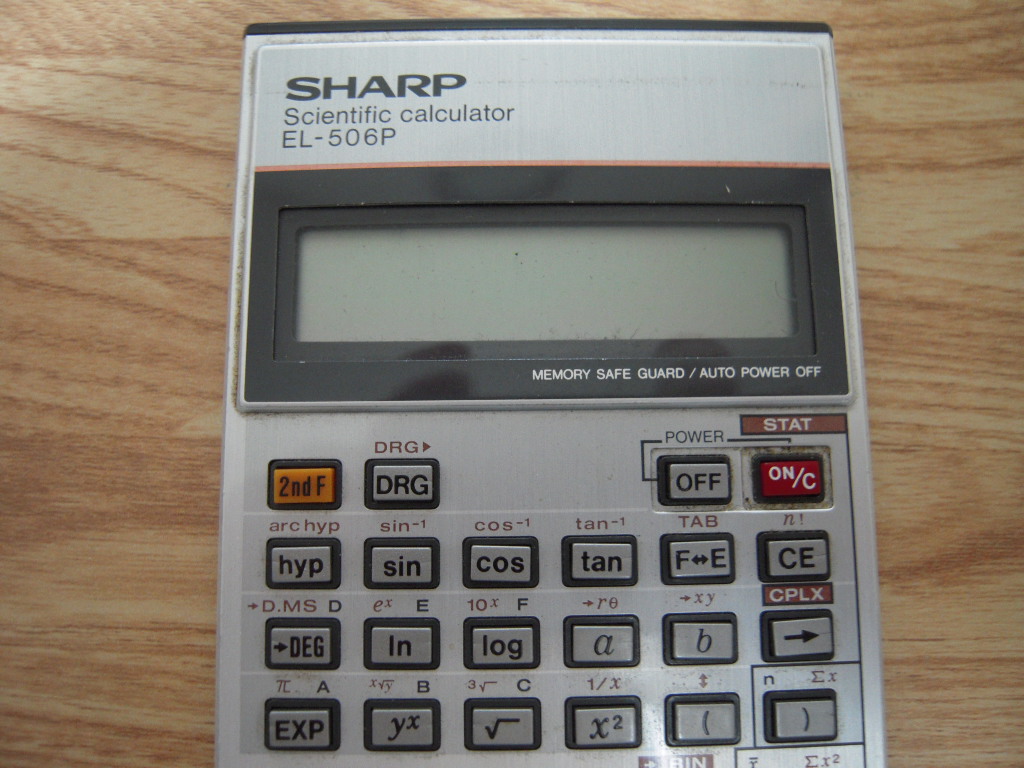 SHARP
Scientific calculator
EL-506P
MEMORY SAFE GUARD / AUTO POWER OFF
STAT
DRG▶ POWER
2nd F DRG OFF ON/C
arc hyp sin⁻¹ cos⁻¹ tan⁻¹ TAB n!
hyp sin cos tan F↔E CE
→D.MS D eˣ E 10ˣ F →rθ →xy CPLX
→DEG ln log a b →
π A ˣ√y B ³√ C 1/x ↕ n Σx
EXP yˣ √ x² ( )
→BIN x̄ Σx²